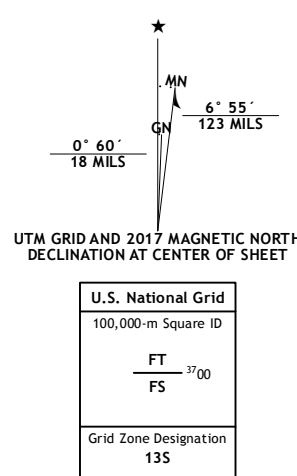 ★
MN
6° 55´
123 MILS
GN
0° 60´
18 MILS
UTM GRID AND 2017 MAGNETIC NORTH
DECLINATION AT CENTER OF SHEET
U.S. National Grid
100,000-m Square ID
FT
3700
FS
Grid Zone Designation
13S